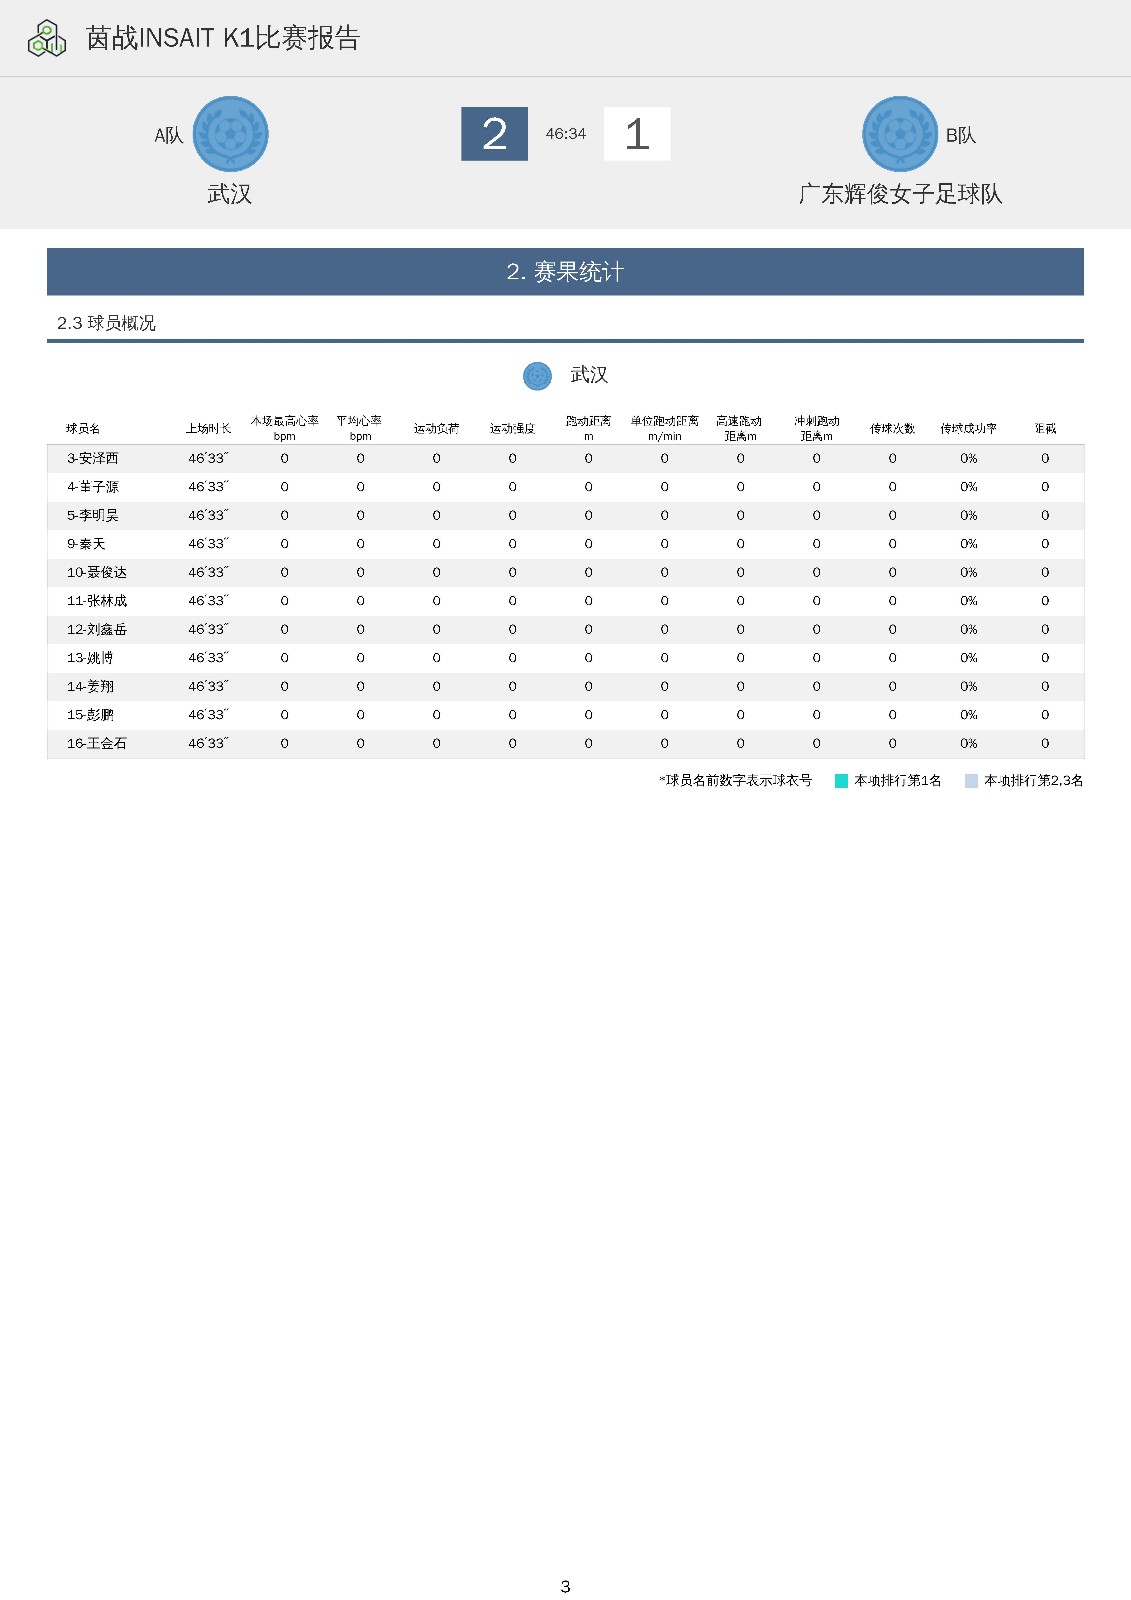 茵战INSAIT K1比赛报告
A队 2 46:34 1 B队
武汉 广东辉俊女子足球队
2. 赛果统计
2.3 球员概况
武汉
球员名 上场时长 本场最高心率 bpm 平均心率 bpm 运动负荷 运动强度 跑动距离 m 单位跑动距离 m/min 高速跑动 距离m 冲刺跑动 距离m 传球次数 传球成功率 阻截
3-安泽西 46′33″ 0 0 0 0 0 0 0 0 0 0% 0
4-堇子源 46′33″ 0 0 0 0 0 0 0 0 0 0% 0
5-李明昊 46′33″ 0 0 0 0 0 0 0 0 0 0% 0
9-秦天 46′33″ 0 0 0 0 0 0 0 0 0 0% 0
10-聂俊达 46′33″ 0 0 0 0 0 0 0 0 0 0% 0
11-张林成 46′33″ 0 0 0 0 0 0 0 0 0 0% 0
12-刘鑫岳 46′33″ 0 0 0 0 0 0 0 0 0 0% 0
13-姚博 46′33″ 0 0 0 0 0 0 0 0 0 0% 0
14-姜翔 46′33″ 0 0 0 0 0 0 0 0 0 0% 0
15-彭鹏 46′33″ 0 0 0 0 0 0 0 0 0 0% 0
16-王金石 46′33″ 0 0 0 0 0 0 0 0 0 0% 0
*球员名前数字表示球衣号 本项排行第1名 本项排行第2,3名
3